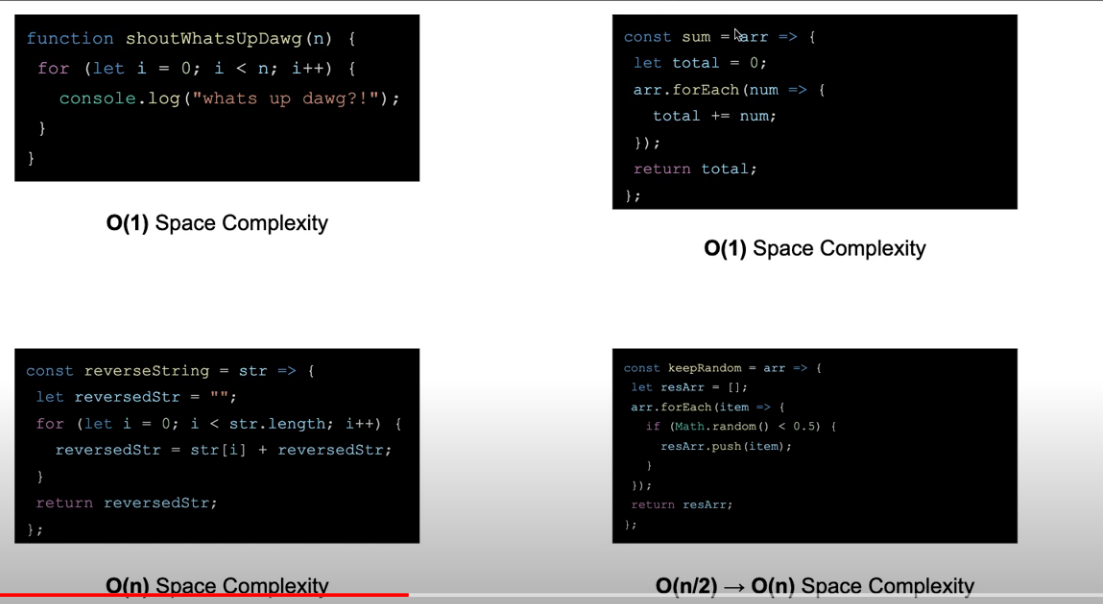 function shoutWhatsUpDawg(n) {
for (let i = 0; i < n; i++) {
console.log("whats up dawg?!");
}
}
O(1) Space Complexity
const sum = arr => {
let total = 0;
arr.forEach(num => {
total += num;
});
return total;
};
O(1) Space Complexity
const reverseString = str => {
let reversedStr = "";
for (let i = 0; i < str.length; i++) {
reversedStr = str[i] + reversedStr;
}
return reversedStr;
};
O(n) Space Complexity
const keepRandom = arr => {
let resArr = [];
arr.forEach(item => {
if (Math.random() < 0.5) {
resArr.push(item);
}
});
return resArr;
};
O(n/2) → O(n) Space Complexity